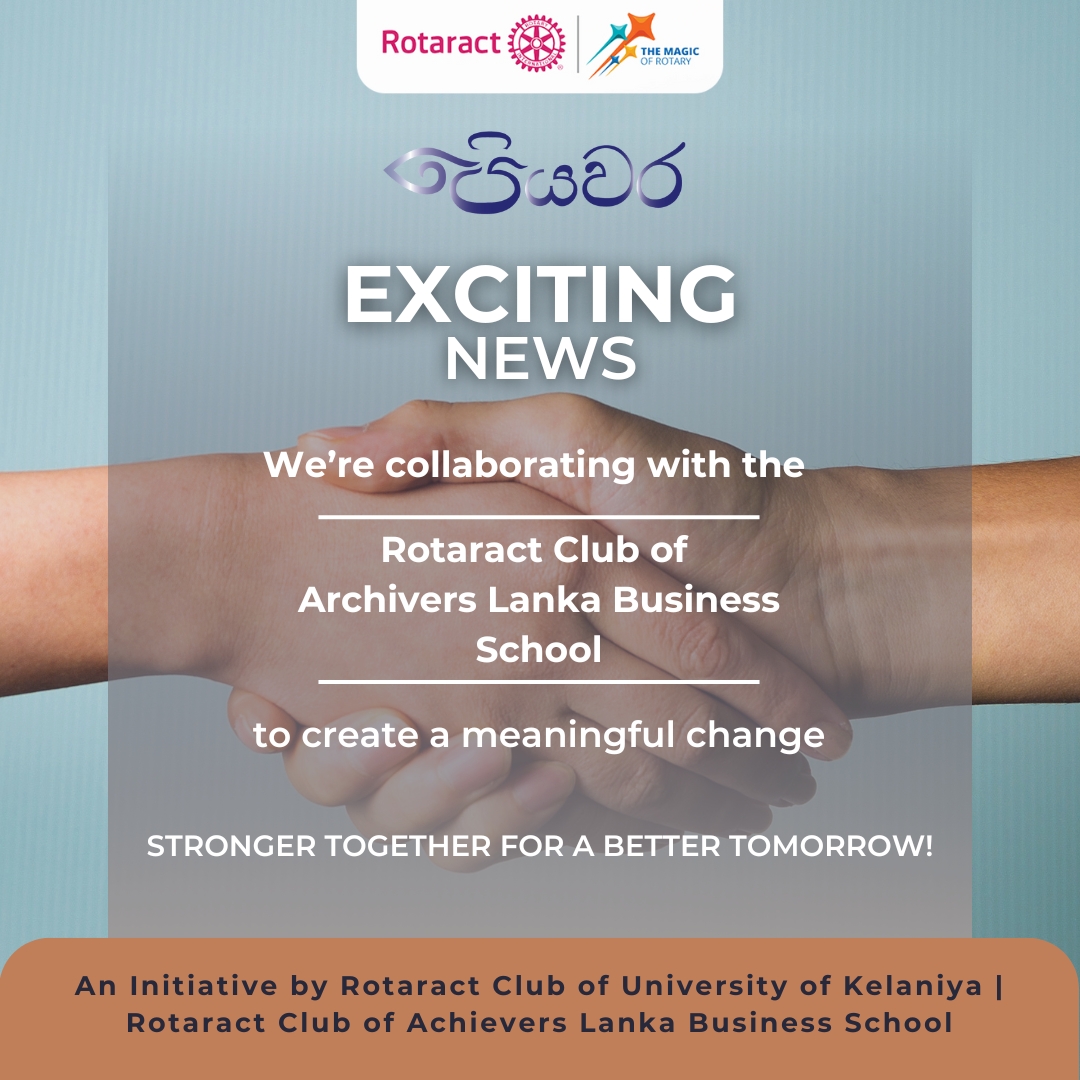 Rotaract
THE MAGIC
OF ROTARY
පියවර
EXCITING
NEWS
We’re collaborating with the
Rotaract Club of
Archivers Lanka Business
School
to create a meaningful change
STRONGER TOGETHER FOR A BETTER TOMORROW!
An Initiative by Rotaract Club of University of Kelaniya |
Rotaract Club of Achievers Lanka Business School